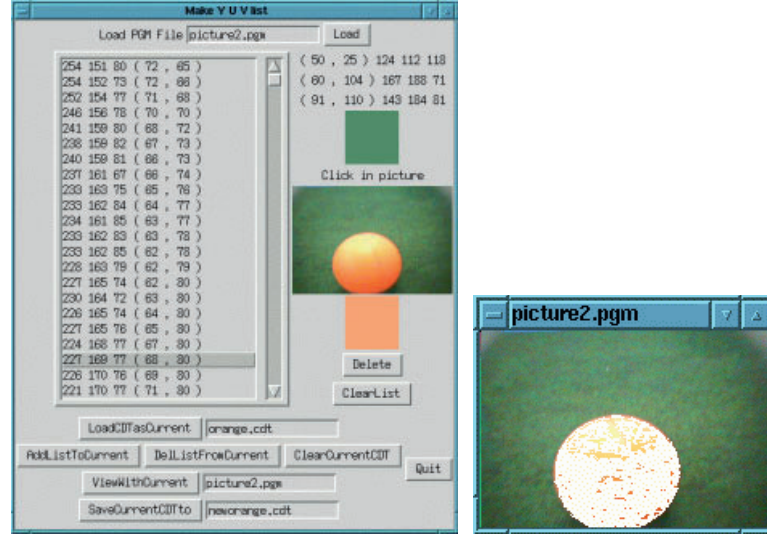 Make Y U V list
Load PGM File picture2.pgm Load
254 151 80 ( 72 , 65 )
254 152 73 ( 72 , 66 )
252 154 77 ( 71 , 68 )
246 156 78 ( 70 , 70 )
241 159 80 ( 68 , 72 )
238 159 82 ( 67 , 73 )
240 159 81 ( 66 , 73 )
237 161 67 ( 66 , 74 )
233 163 75 ( 65 , 76 )
233 162 84 ( 64 , 77 )
234 161 85 ( 63 , 77 )
233 162 83 ( 63 , 78 )
233 162 85 ( 62 , 78 )
228 163 79 ( 62 , 79 )
227 165 74 ( 62 , 80 )
230 164 72 ( 63 , 80 )
226 165 74 ( 64 , 80 )
227 165 76 ( 65 , 80 )
224 168 77 ( 67 , 80 )
227 169 77 ( 68 , 80 )
226 170 76 ( 69 , 80 )
221 170 77 ( 71 , 80 )
( 50 , 25 ) 124 112 118
( 60 , 104 ) 167 188 71
( 91 , 110 ) 143 184 81
Click in picture
Delete
ClearList
LoadCDTasCurrent orange.cdt
AddListToCurrent DelListFromCurrent ClearCurrentCDT
Quit
ViewWithCurrent picture2.pgm
SaveCurrentCDTto neworange.cdt
picture2.pgm